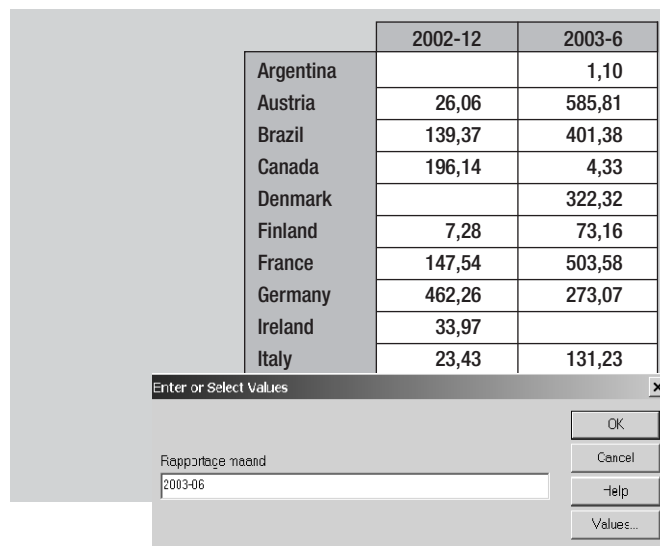 2002-12 2003-6
Argentina 1,10
Austria 26,06 585,81
Brazil 139,37 401,38
Canada 196,14 4,33
Denmark 322,32
Finland 7,28 73,16
France 147,54 503,58
Germany 462,26 273,07
Ireland 33,97
Italy 23,43 131,23
Enter or Select Values
OK
Rapportage maand
Cancel
2003-06
Help
Values...